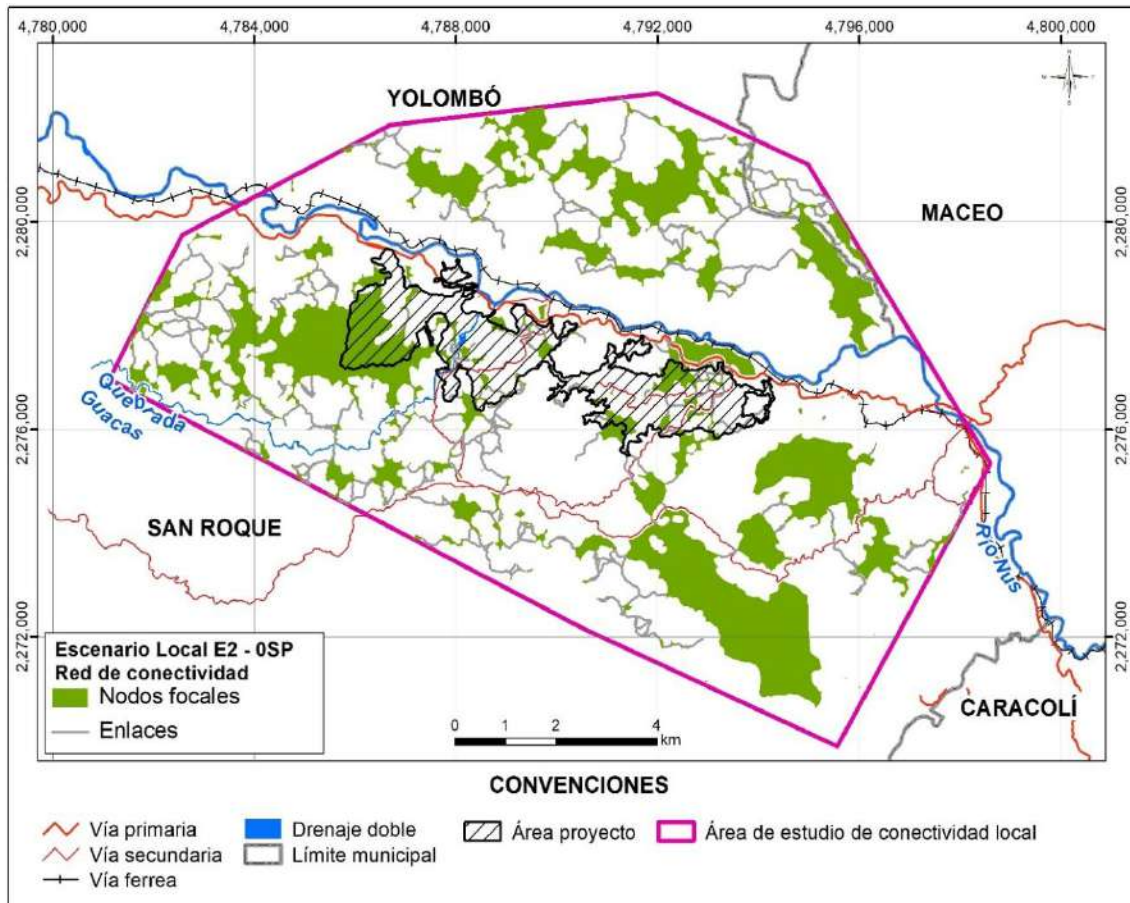 4,780,000 4,784,000 4,788,000 4,792,000 4,796,000 4,800,000
YOLOMBÓ
MACEO
2,280,000 2,280,000
2,276,000 2,276,000
Quebrada
Guacas
SAN ROQUE
Río Nus
2,272,000 2,272,000
CARACOLÍ
Escenario Local E2 - 0SP
Red de conectividad
Nodos focales
Enlaces
0 1 2 4
km
CONVENCIONES
Vía primaria
Vía secundaria
Vía ferrea
Drenaje doble
Límite municipal
Área proyecto
Área de estudio de conectividad local